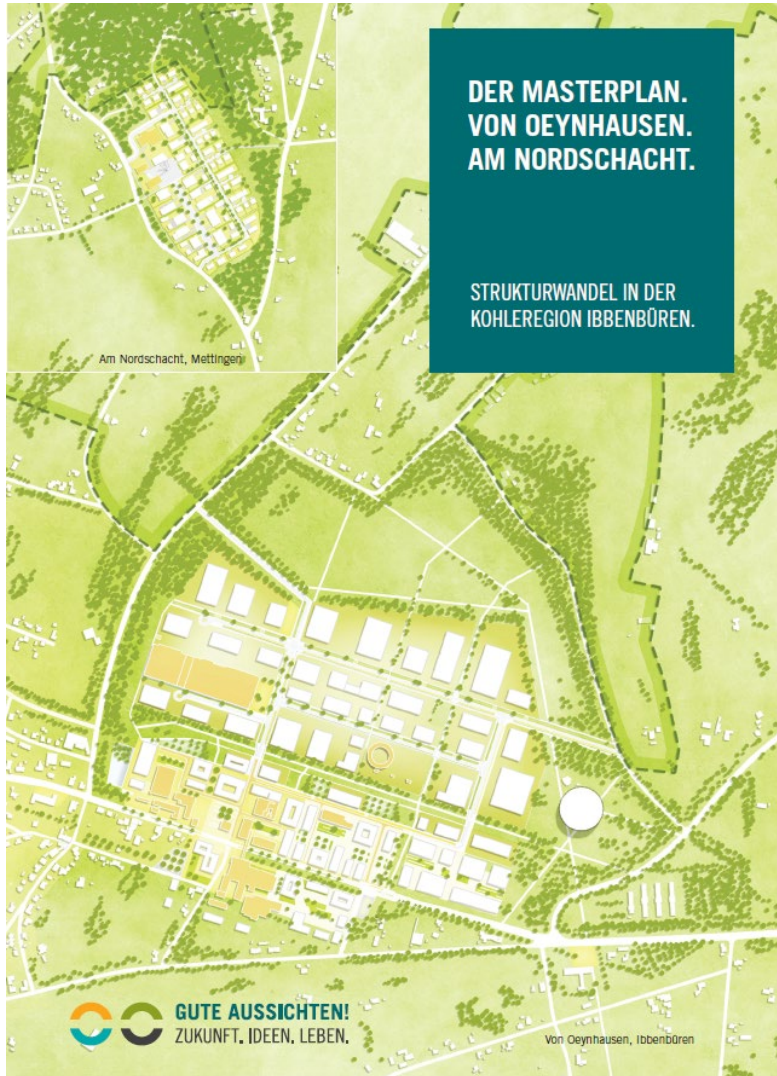 DER MASTERPLAN.
VON OEYNHAUSEN.
AM NORDSCHACHT.
STRUKTURWANDEL IN DER
KOHLEREGION IBBENBÜREN.
Am Nordschacht, Mettingen
GUTE AUSSICHTEN!
ZUKUNFT. IDEEN. LEBEN.
Von Oeynhausen, Ibbenbüren